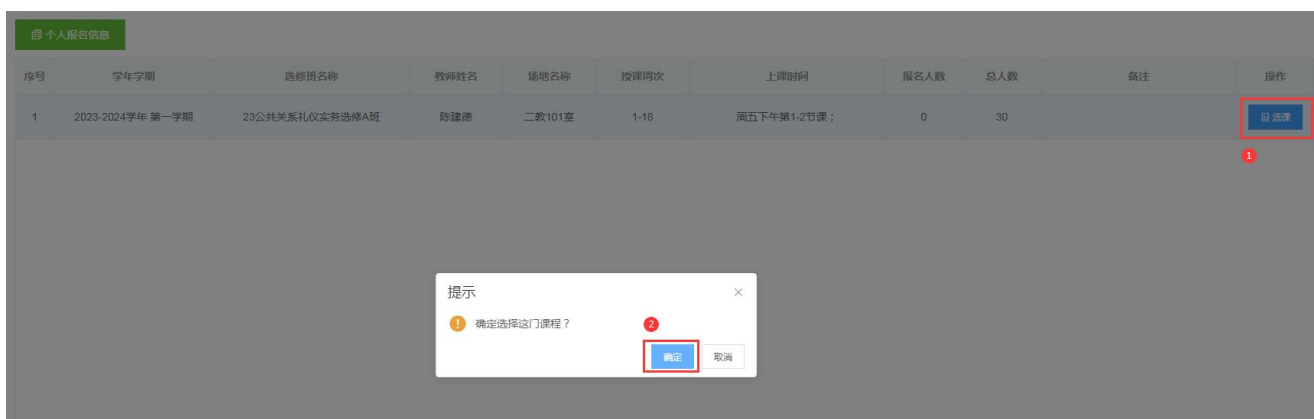 个人报名信息
序号 学年学期 选修班名称 教师姓名 场地名称 授课周次 上课时间 报名人数 总人数 备注 操作
1 2023-2024学年 第一学期 23公共关系礼仪实务选修A班 陈建德 二教101室 1-18 周五下午第1-2节课； 0 30 选课
1
提示
确定选择这门课程？
2
确定 取消